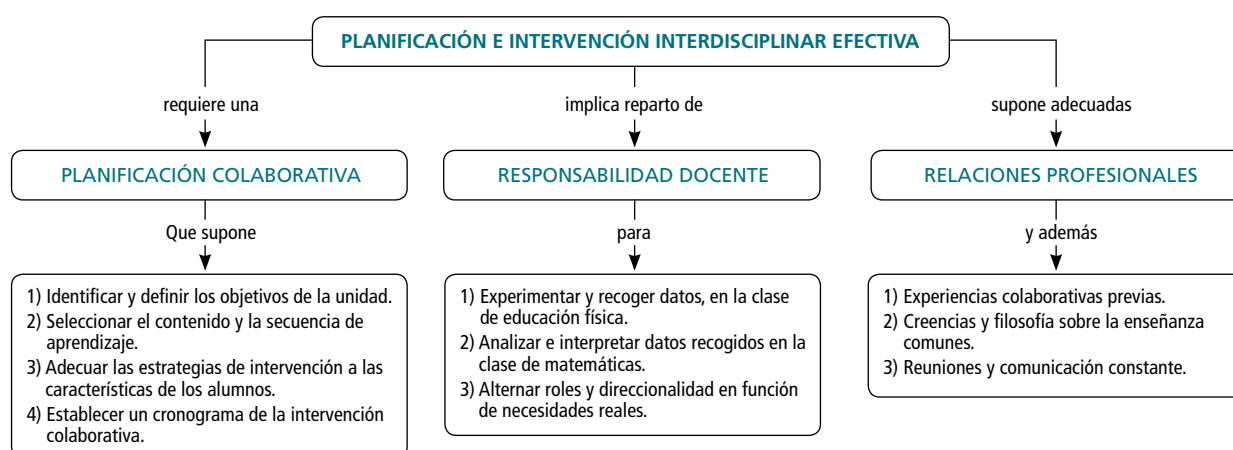 PLANIFICACIÓN E INTERVENCIÓN INTERDISCIPLINAR EFECTIVA
requiere una
implica reparto de
supone adecuadas
PLANIFICACIÓN COLABORATIVA
RESPONSABILIDAD DOCENTE
RELACIONES PROFESIONALES
Que supone
para
y además
1) Identificar y definir los objetivos de la unidad.
2) Seleccionar el contenido y la secuencia de
aprendizaje.
3) Adecuar las estrategias de intervención a las
características de los alumnos.
4) Establecer un cronograma de la intervención
colaborativa.
1) Experimentar y recoger datos, en la clase
de educación física.
2) Analizar e interpretar datos recogidos en la
clase de matemáticas.
3) Alternar roles y direccionalidad en función
de necesidades reales.
1) Experiencias colaborativas previas.
2) Creencias y filosofía sobre la enseñanza
comunes.
3) Reuniones y comunicación constante.